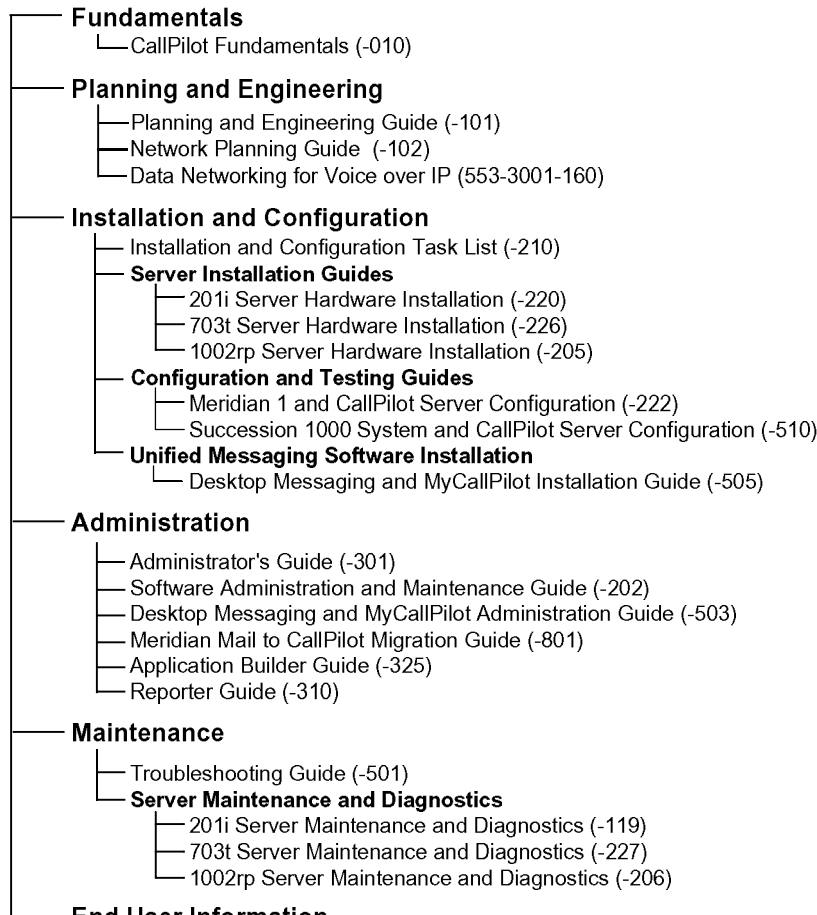 Fundamentals
CallPilot Fundamentals (-010)
Planning and Engineering
Planning and Engineering Guide (-101)
Network Planning Guide (-102)
Data Networking for Voice over IP (553-3001-160)
Installation and Configuration
Installation and Configuration Task List (-210)
Server Installation Guides
201i Server Hardware Installation (-220)
703t Server Hardware Installation (-226)
1002rp Server Hardware Installation (-205)
Configuration and Testing Guides
Meridian 1 and CallPilot Server Configuration (-222)
Succession 1000 System and CallPilot Server Configuration (-510)
Unified Messaging Software Installation
Desktop Messaging and MyCallPilot Installation Guide (-505)
Administration
Administrator's Guide (-301)
Software Administration and Maintenance Guide (-202)
Desktop Messaging and MyCallPilot Administration Guide (-503)
Meridian Mail to CallPilot Migration Guide (-801)
Application Builder Guide (-325)
Reporter Guide (-310)
Maintenance
Troubleshooting Guide (-501)
Server Maintenance and Diagnostics
201i Server Maintenance and Diagnostics (-119)
703t Server Maintenance and Diagnostics (-227)
1002rp Server Maintenance and Diagnostics (-206)
End User Information